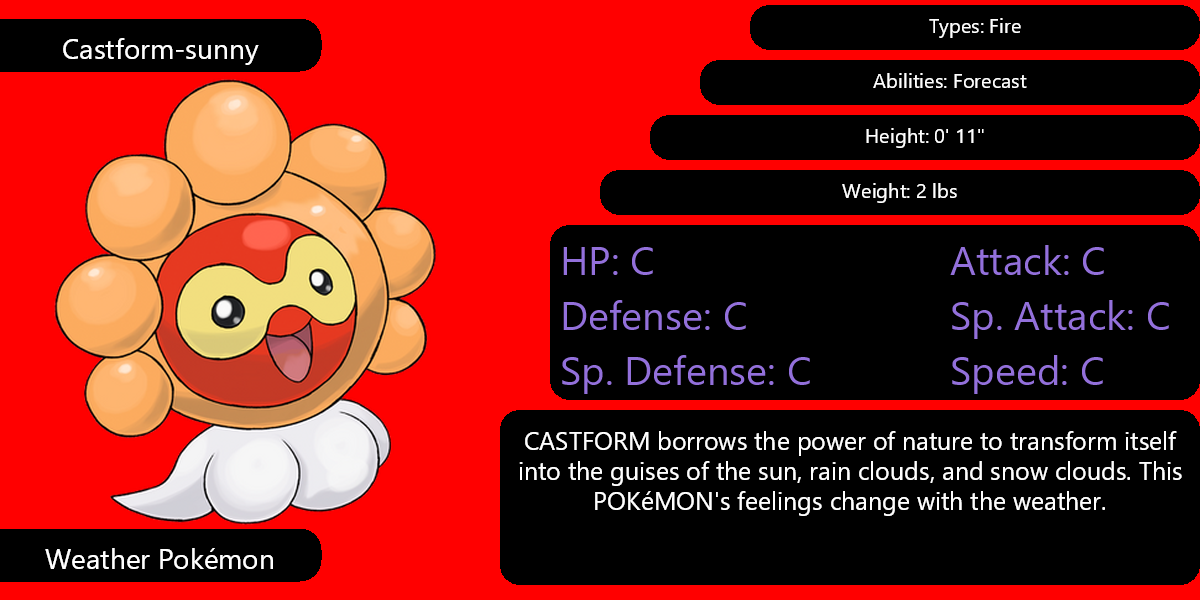 Castform-sunny
Types: Fire
Abilities: Forecast
Height: 0' 11"
Weight: 2 lbs
HP: C
Attack: C
Defense: C
Sp. Attack: C
Sp. Defense: C
Speed: C
CASTFORM borrows the power of nature to transform itself
into the guises of the sun, rain clouds, and snow clouds. This
POKéMON's feelings change with the weather.
Weather Pokémon